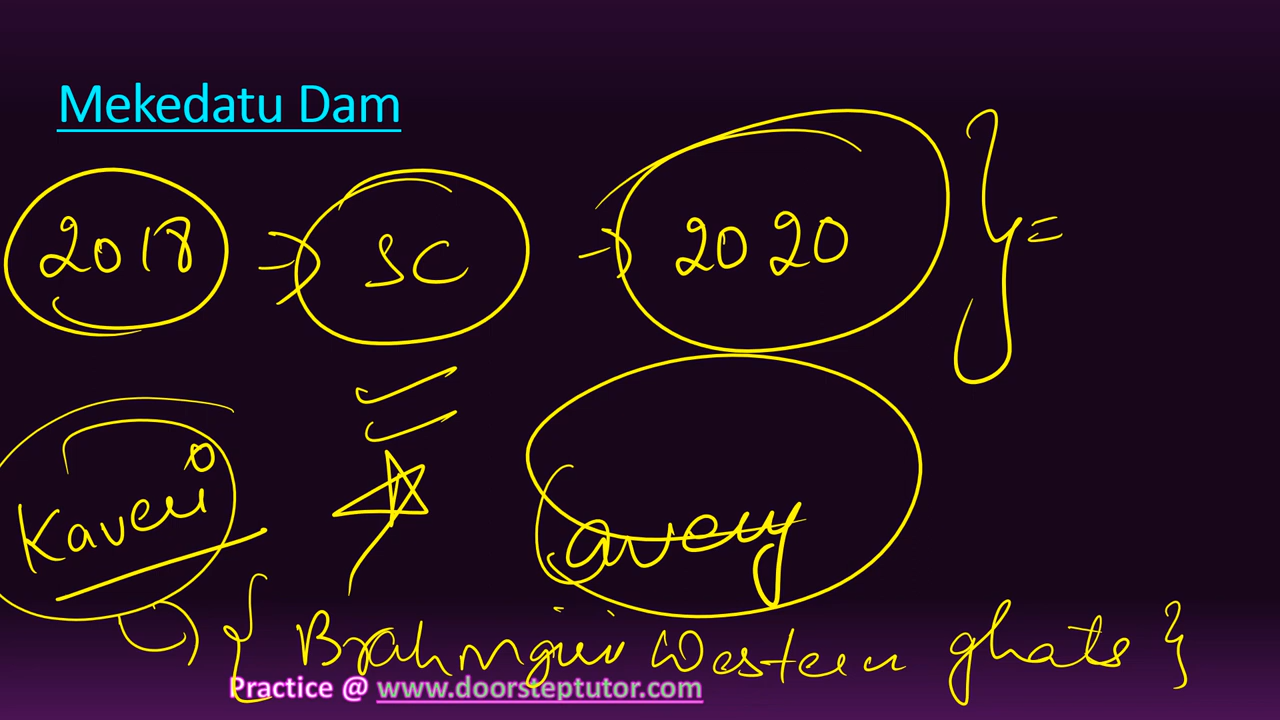 Mekedatu Dam
2018 ⇒ SC ⇒ 2020 } =
Kaveri Cavery
{ Brahmgiri Western ghats }
Practice @ www.doorsteptutor.com